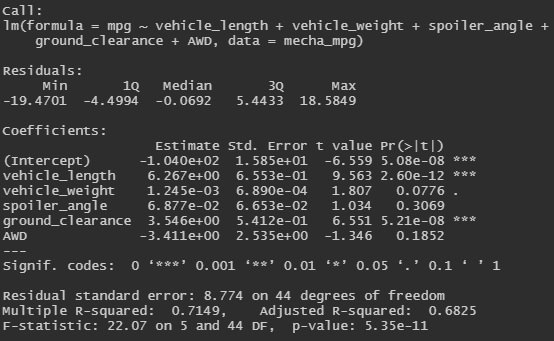 Call:
lm(formula = mpg ~ vehicle_length + vehicle_weight + spoiler_angle +
    ground_clearance + AWD, data = mecha_mpg)

Residuals:
     Min       1Q   Median       3Q      Max
-19.4701  -4.4994  -0.0692   5.4433  18.5849

Coefficients:
                   Estimate Std. Error t value Pr(>|t|)
(Intercept)      -1.040e+02  1.585e+01  -6.559 5.08e-08 ***
vehicle_length    6.267e+00  6.553e-01   9.563 2.60e-12 ***
vehicle_weight    1.245e-03  6.890e-04   1.807   0.0776 .
spoiler_angle     6.877e-02  6.653e-02   1.034   0.3069
ground_clearance  3.546e+00  5.412e-01   6.551 5.21e-08 ***
AWD              -3.411e+00  2.535e+00  -1.346   0.1852
---
Signif. codes:  0 ‘***’ 0.001 ‘**’ 0.01 ‘*’ 0.05 ‘.’ 0.1 ‘ ’ 1

Residual standard error: 8.774 on 44 degrees of freedom
Multiple R-squared:  0.7149,	Adjusted R-squared:  0.6825
F-statistic: 22.07 on 5 and 44 DF,  p-value: 5.35e-11